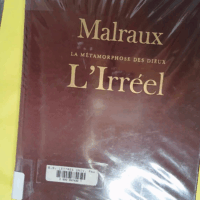 Malraux
LA MÉTAMORPHOSE DES DIEUX
L'Irréel